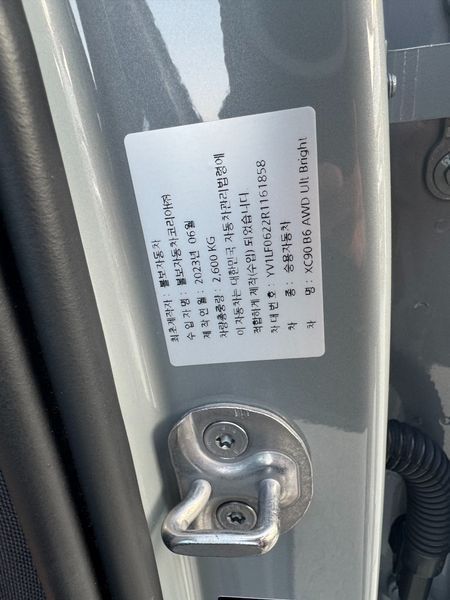 최초제작자 : 볼보자동차
수 입 자 명 : 볼보자동차코리아㈜
제 작 연 월 : 2023년 06월
차량총중량 : 2,600 KG
이 자동차는 대한민국 자동차관리법령에
적합하게 제작(수입) 되었습니다.
차 대 번 호 : YV1LF0622R1161858
차 종 : 승용자동차
차 명 : XC90 B6 AWD Ult Bright